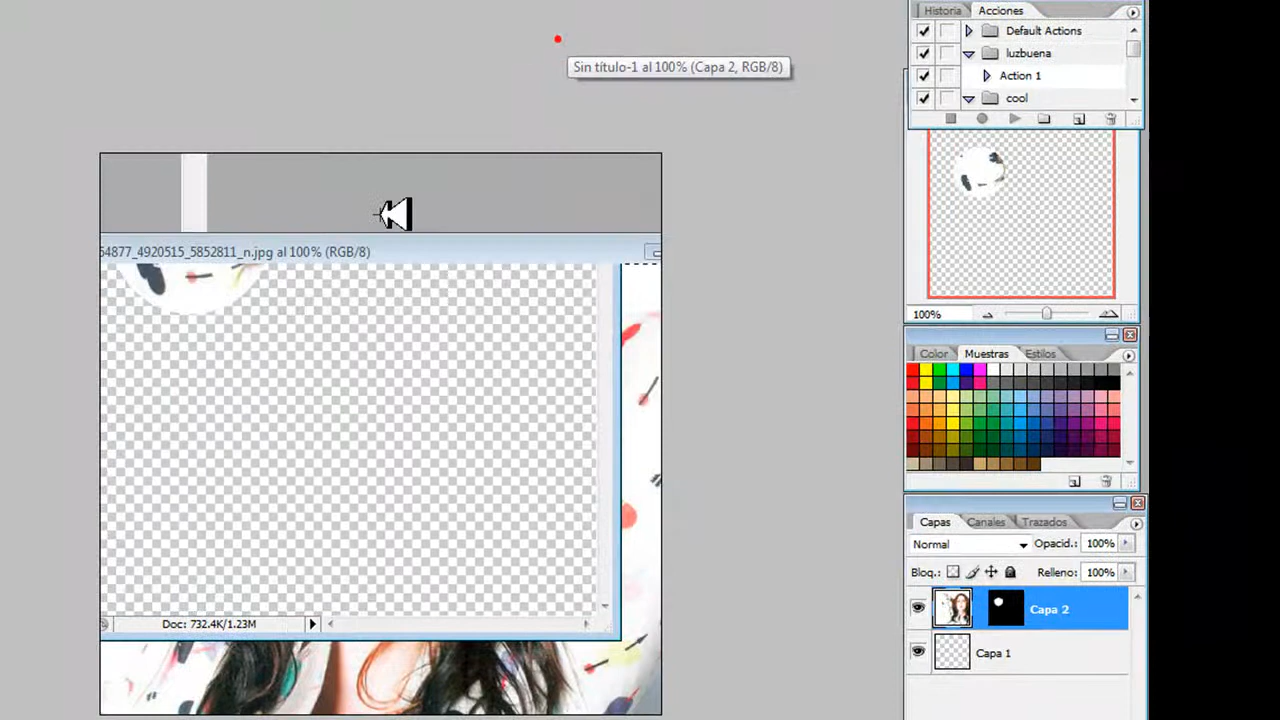 Historia Acciones
Default Actions
Sin título-1 al 100% (Capa 2, RGB/8)
luzbuena
Action 1
cool
54877_4920515_5852811_n.jpg al 100% (RGB/8)
100%
Color Muestras Estilos
Capas Canales Trazados
Normal Opacid.: 100%
Bloq.: Relleno: 100%
Capa 2
Doc: 732.4K/1.23M
Capa 1